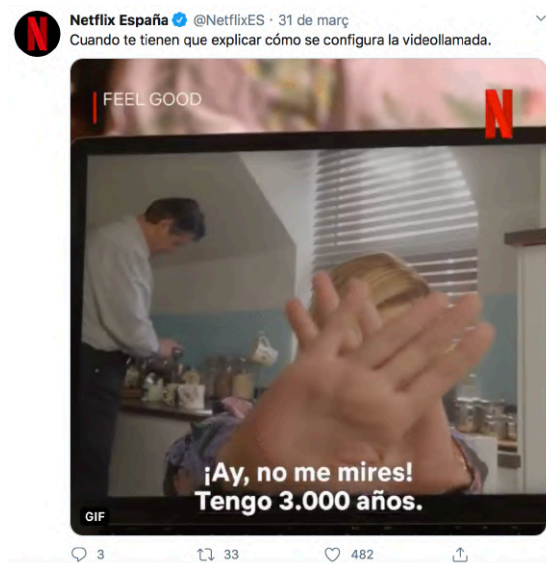 Netflix España @NetflixES · 31 de març
Cuando te tienen que explicar cómo se configura la videollamada.
FEEL GOOD
N
¡Ay, no me mires!
Tengo 3.000 años.
GIF
3 33 482